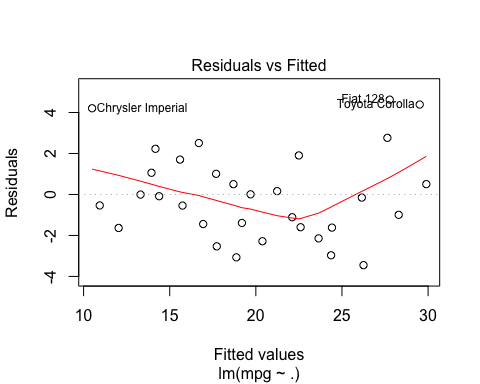 Residuals vs Fitted
Residuals
4
2
0
-2
-4
Fiat 128
Toyota Corolla
Chrysler Imperial
10 15 20 25 30
Fitted values
lm(mpg ~ .)